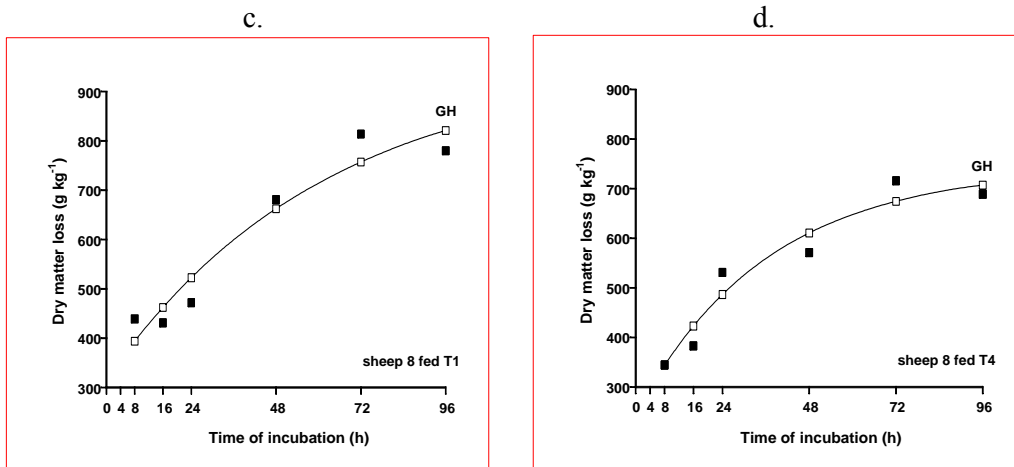 c.
d.
900
800
700
600
500
400
300
Dry matter loss (g kg-1)
GH
sheep 8 fed T1
0 4 8 16 24 48 72 96
Time of incubation (h)
900
800
700
600
500
400
300
Dry matter loss (g kg-1)
GH
sheep 8 fed T4
0 4 8 16 24 48 72 96
Time of incubation (h)